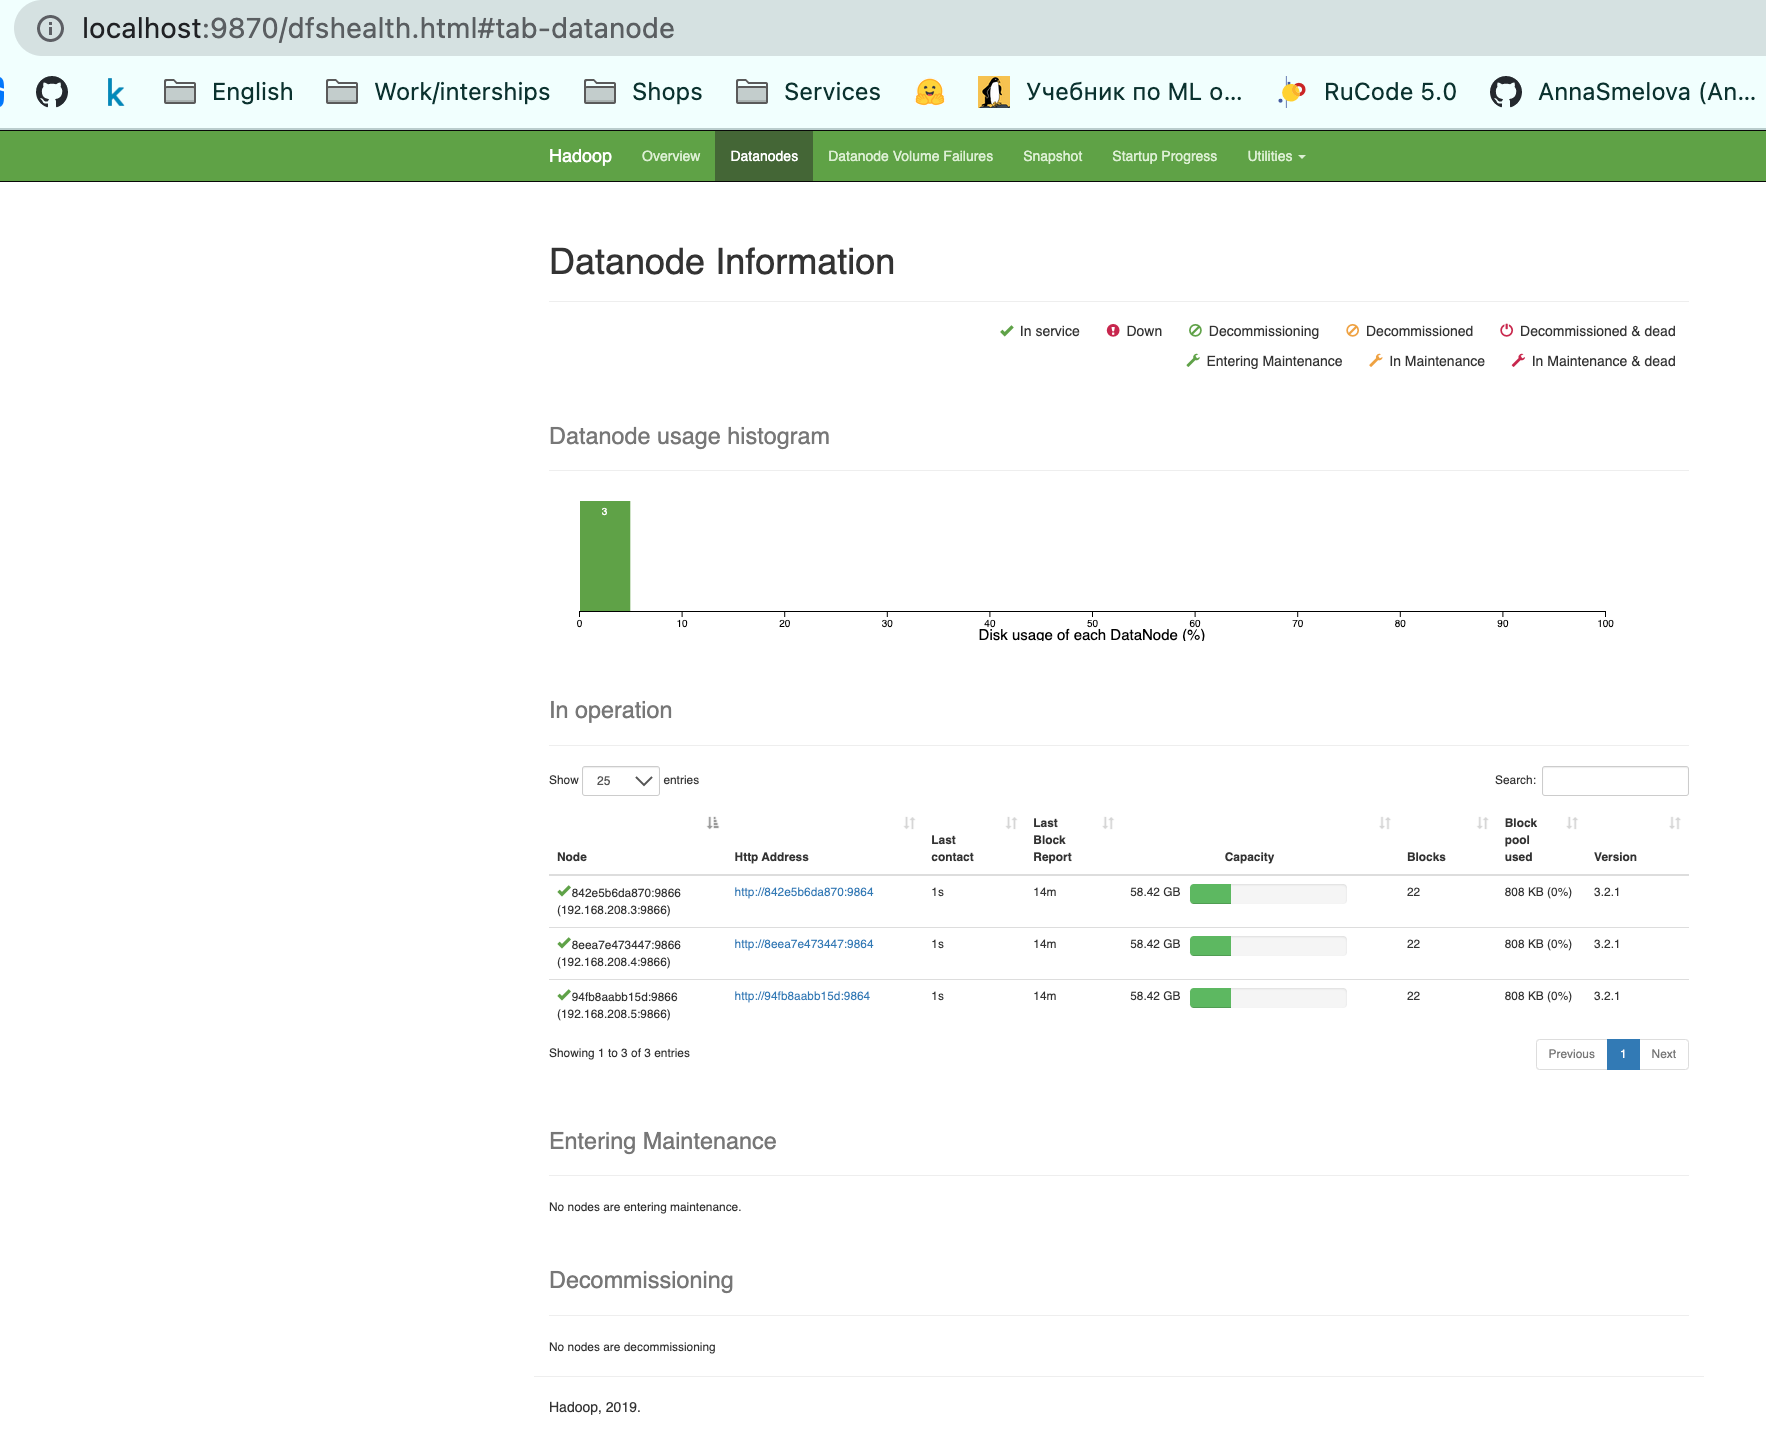 localhost:9870/dfshealth.html#tab-datanode
English Work/interships Shops Services Учебник по ML о... RuCode 5.0 AnnaSmelova (An...
Hadoop Overview Datanodes Datanode Volume Failures Snapshot Startup Progress Utilities
Datanode Information
In service Down Decommissioning Decommissioned Decommissioned & dead
Entering Maintenance In Maintenance In Maintenance & dead
Datanode usage histogram
3
0 10 20 30 40 50 60 70 80 90 100
Disk usage of each DataNode (%)
In operation
Show 25 entries Search:
Node Http Address Last contact Last Block Report Capacity Blocks Block pool used Version
842e5b6da870:9866 http://842e5b6da870:9864 1s 14m 58.42 GB 22 808 KB (0%) 3.2.1
(192.168.208.3:9866)
8eea7e473447:9866 http://8eea7e473447:9864 1s 14m 58.42 GB 22 808 KB (0%) 3.2.1
(192.168.208.4:9866)
94fb8aabb15d:9866 http://94fb8aabb15d:9864 1s 14m 58.42 GB 22 808 KB (0%) 3.2.1
(192.168.208.5:9866)
Showing 1 to 3 of 3 entries Previous 1 Next
Entering Maintenance
No nodes are entering maintenance.
Decommissioning
No nodes are decommissioning
Hadoop, 2019.